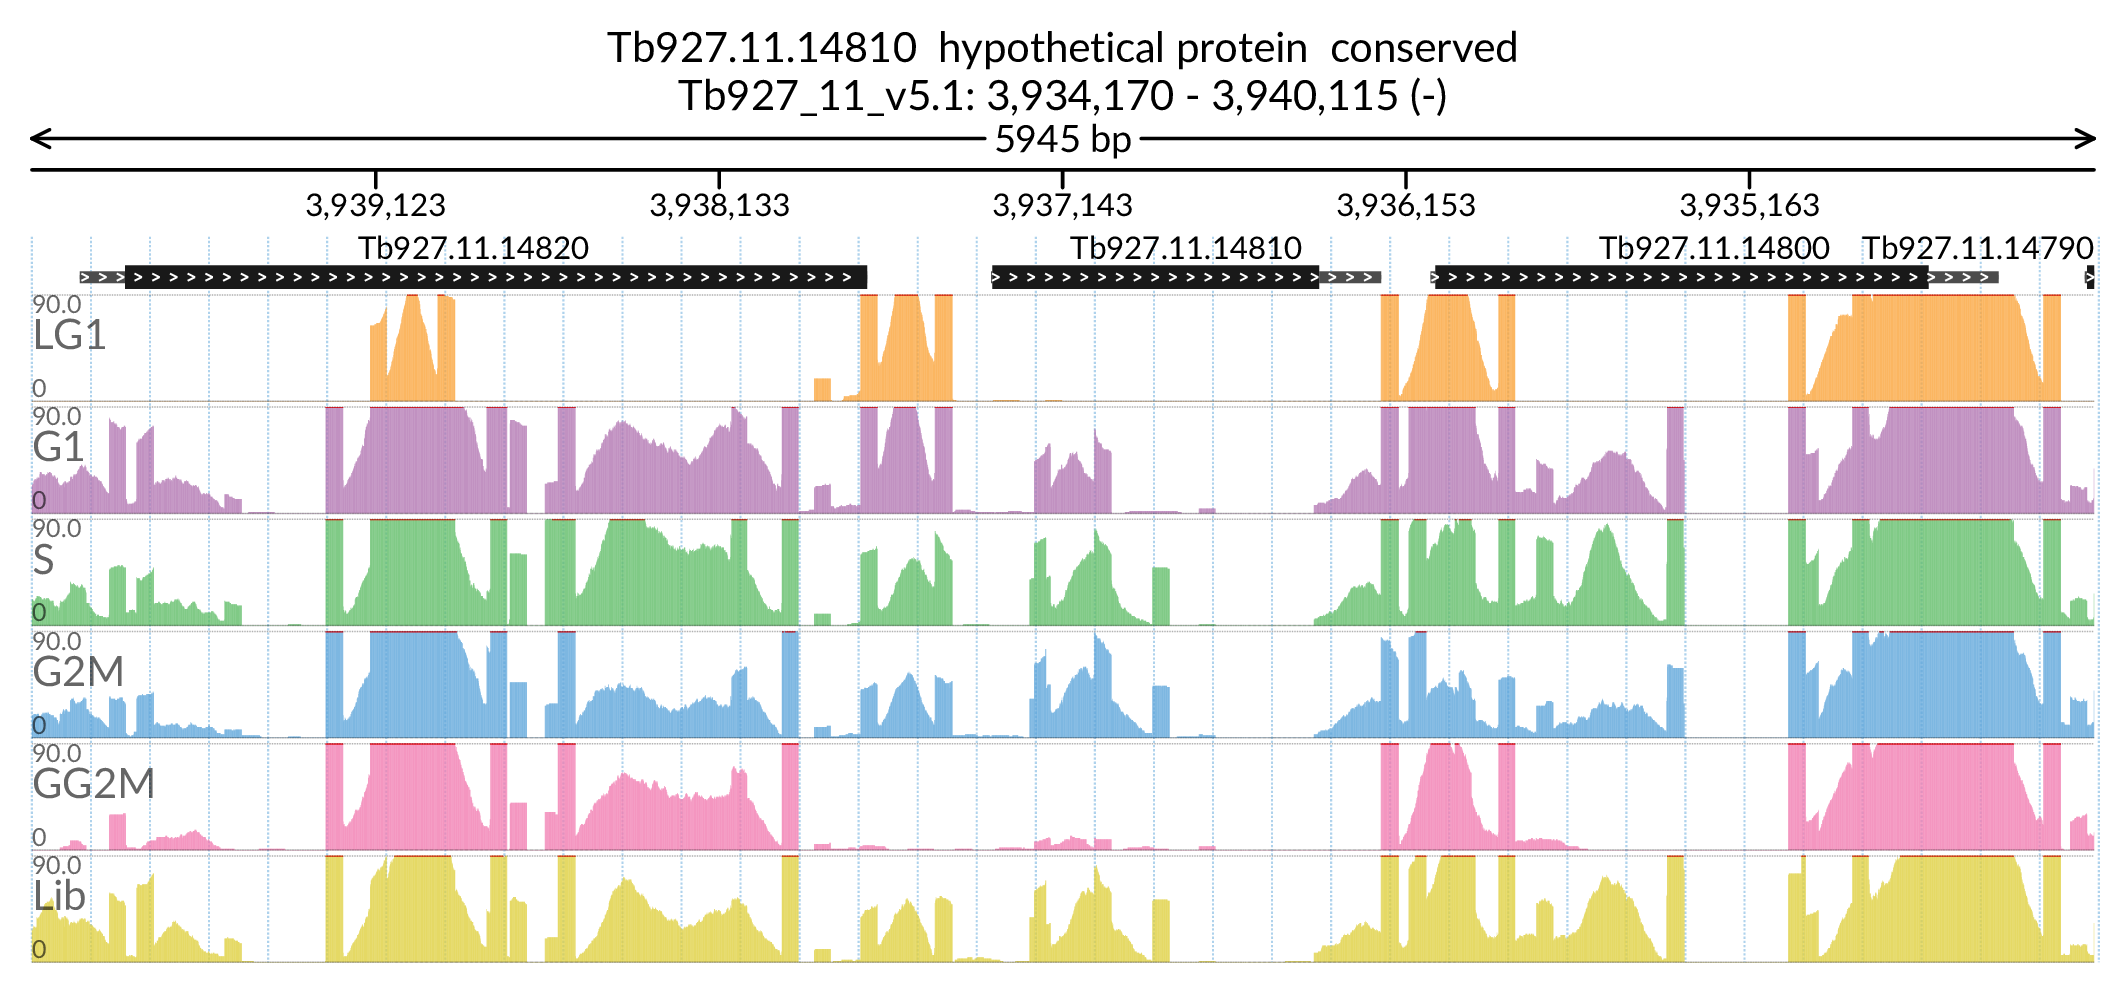 Tb927.11.14810  hypothetical protein  conserved
Tb927_11_v5.1: 3,934,170 - 3,940,115 (-)
5945 bp
3,939,123 3,938,133 3,937,143 3,936,153 3,935,163
Tb927.11.14820 Tb927.11.14810 Tb927.11.14800 Tb927.11.14790
90.0
LG1
0
90.0
G1
0
90.0
S
0
90.0
G2M
0
90.0
GG2M
0
90.0
Lib
0